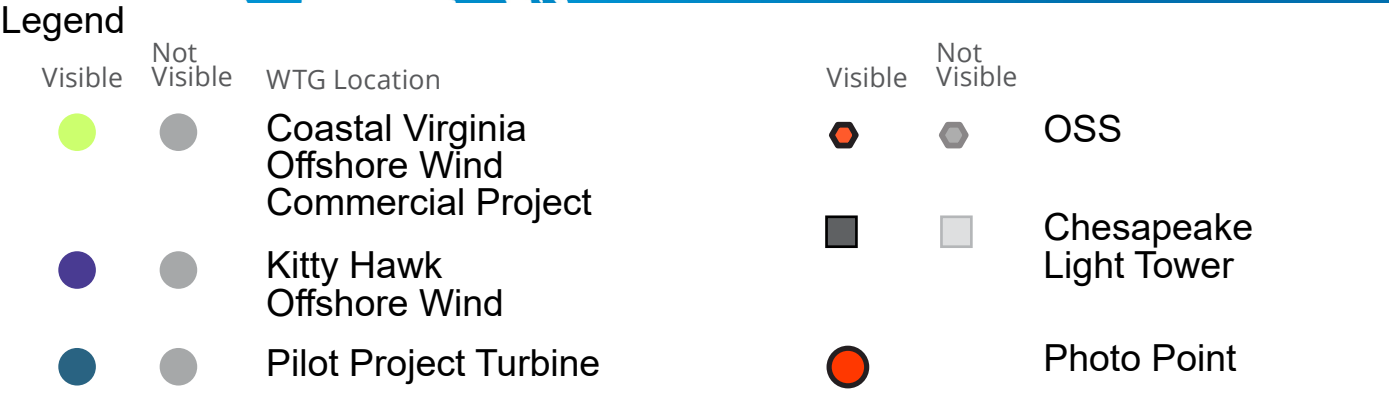 Legend
Visible
Not
Visible
WTG Location
Coastal Virginia
Offshore Wind
Commercial Project
Kitty Hawk
Offshore Wind
Pilot Project Turbine
Visible
Not
Visible
OSS
Chesapeake
Light Tower
Photo Point